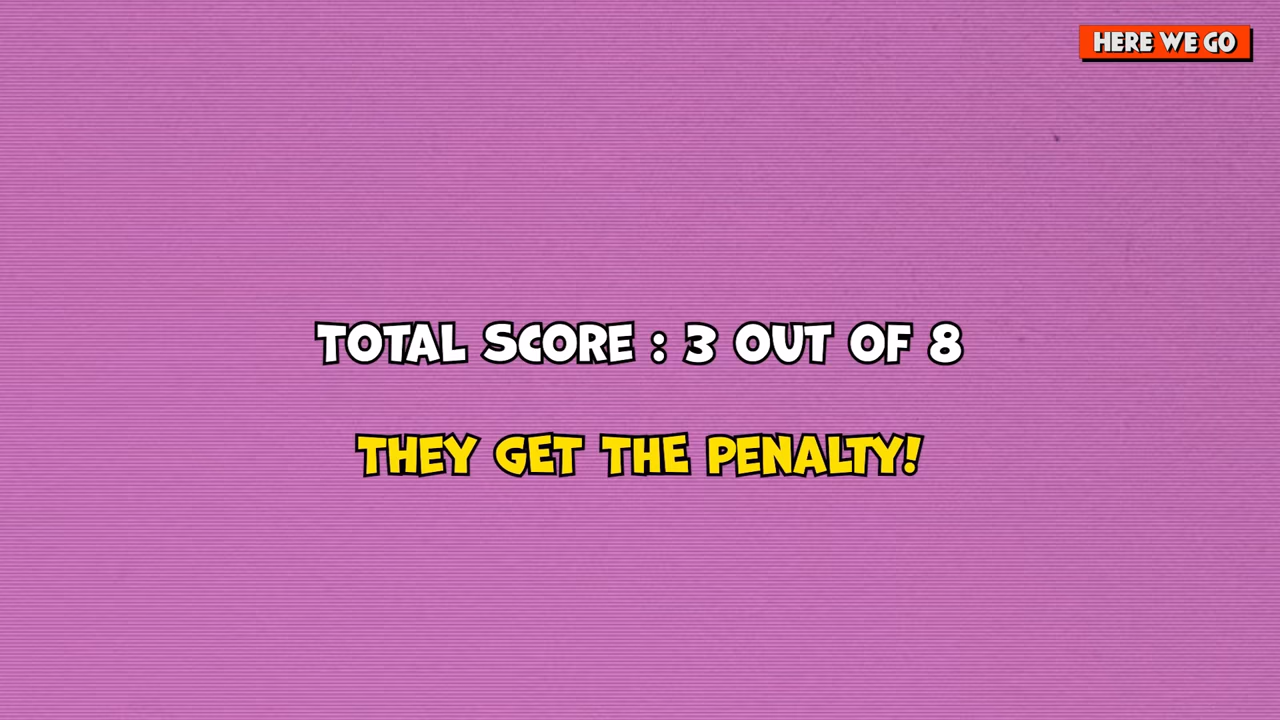 HERE WE GO
TOTAL SCORE : 3 OUT OF 8
THEY GET THE PENALTY!